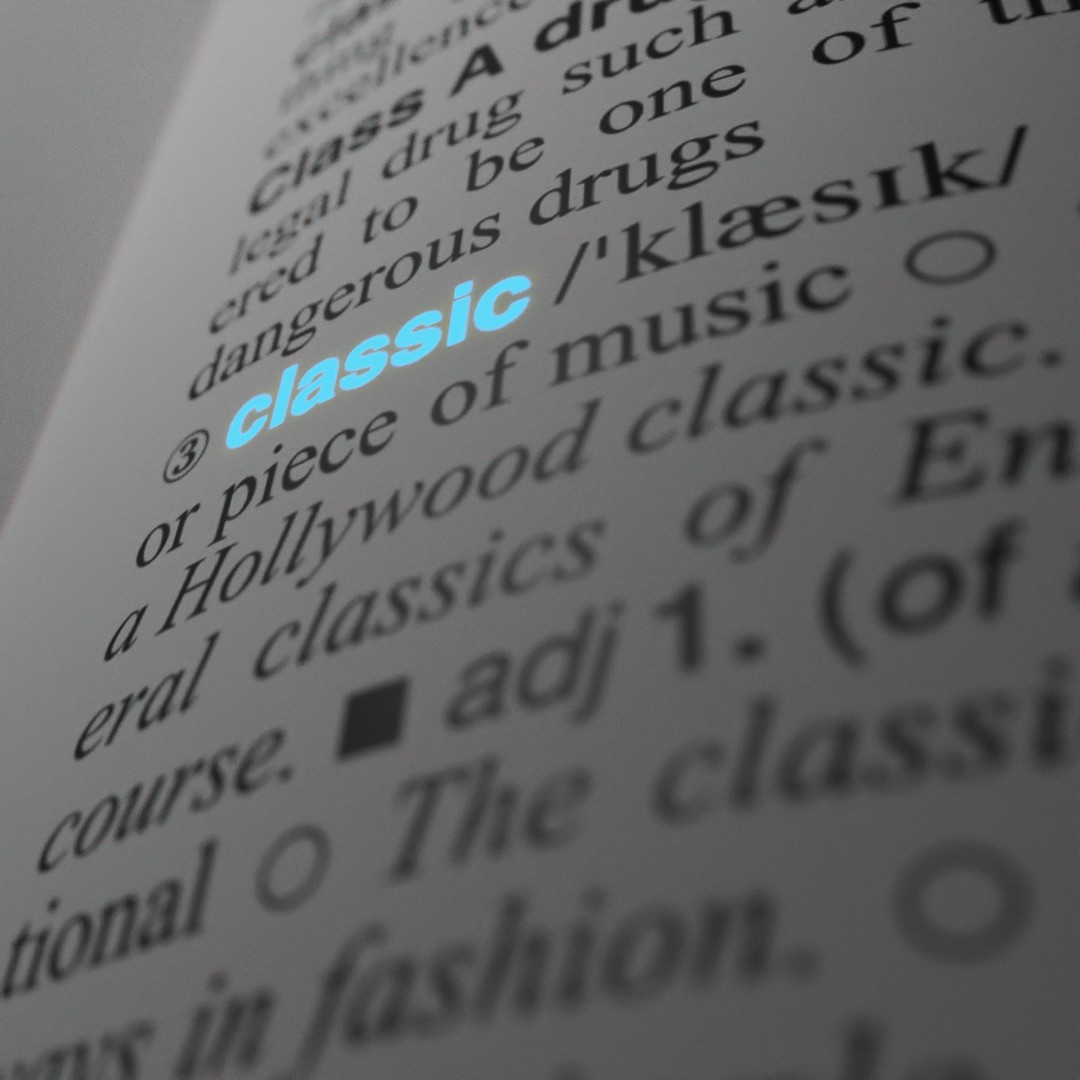 excellence
Class A drug
legal drug such
ered to be one of
dangerous drugs
③ classic /'klæsɪk/
or piece of music ○
a Hollywood classic.
eral classics of En
course. ■ adj 1. (of
tional ○ The classi
in fashion. ○